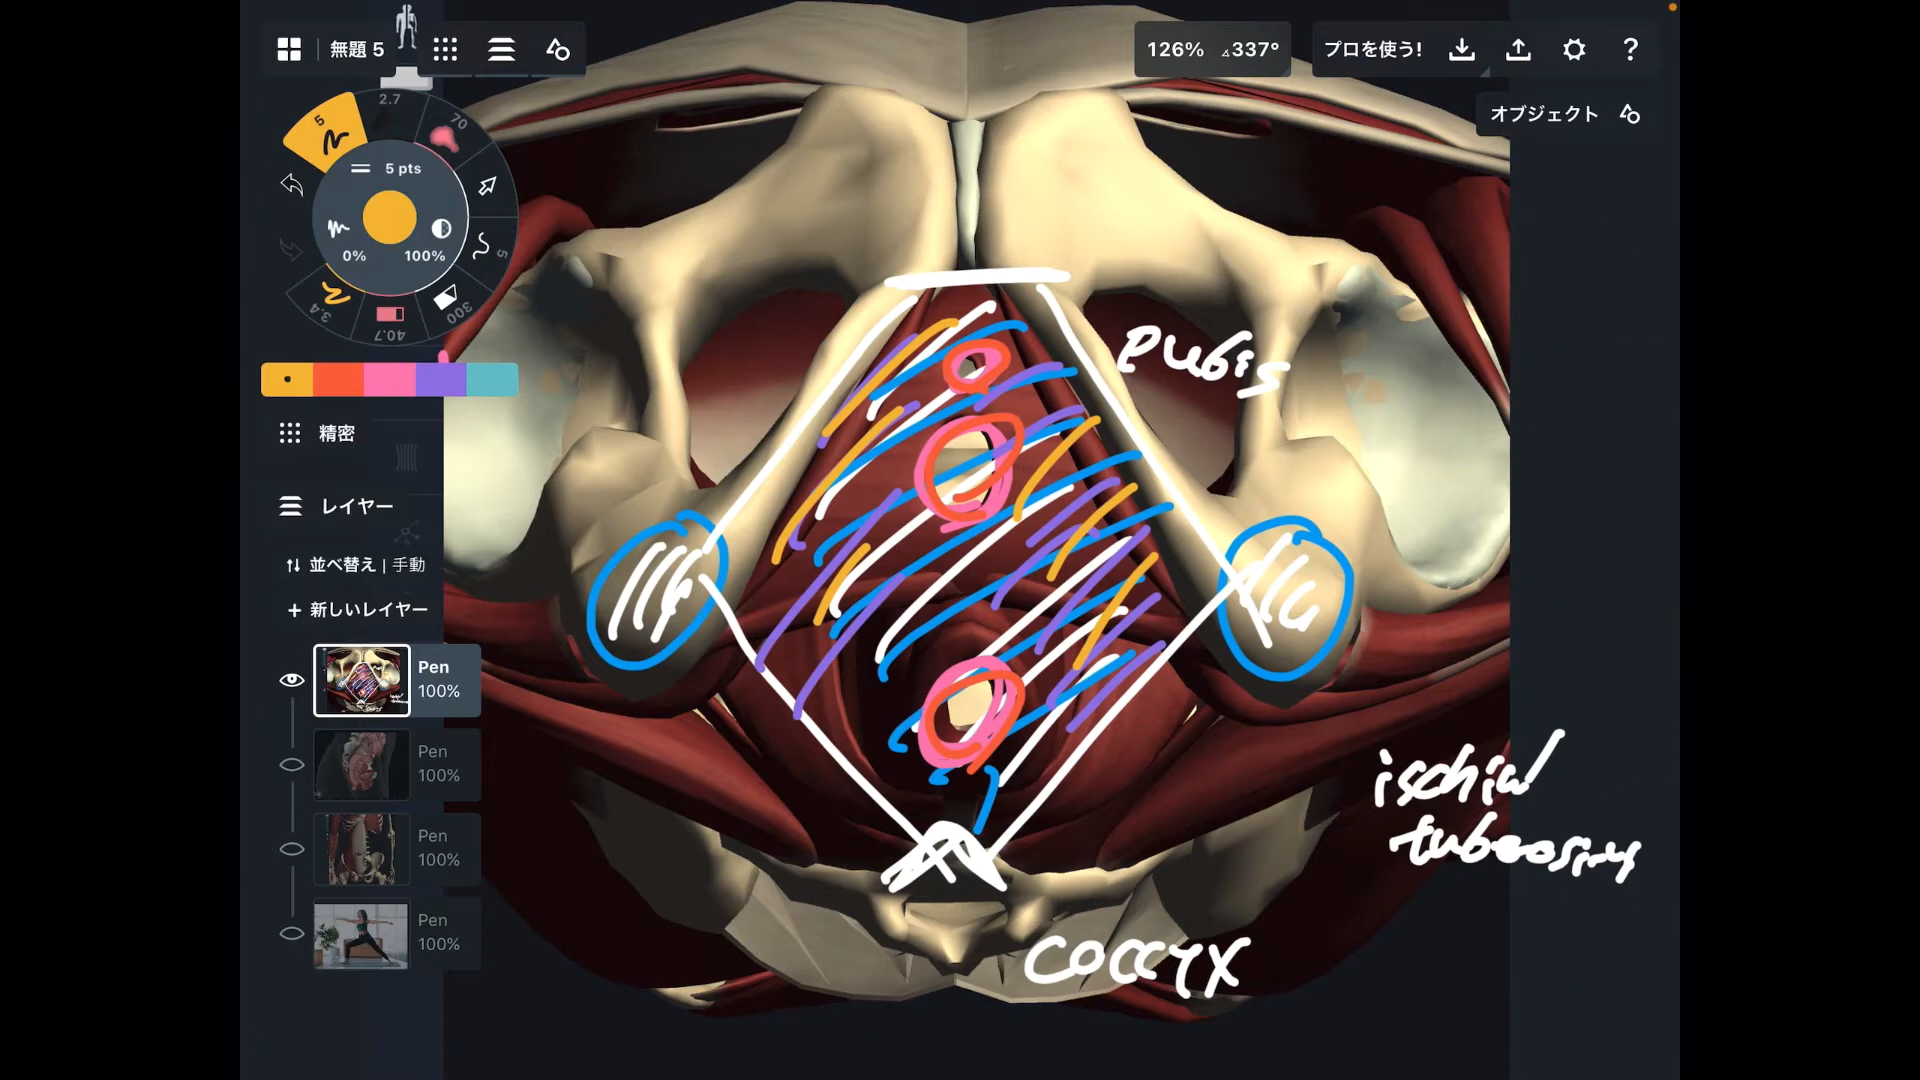 無題 5
126% 337°
プロを使う!
?
オブジェクト
2.7
5
70
5 pts
0% 100%
5
3.4
40.7
300
精密
レイヤー
並べ替え | 手動
+ 新しいレイヤー
Pen
100%
Pen
100%
Pen
100%
Pen
100%
pubis
ischial
coccyx